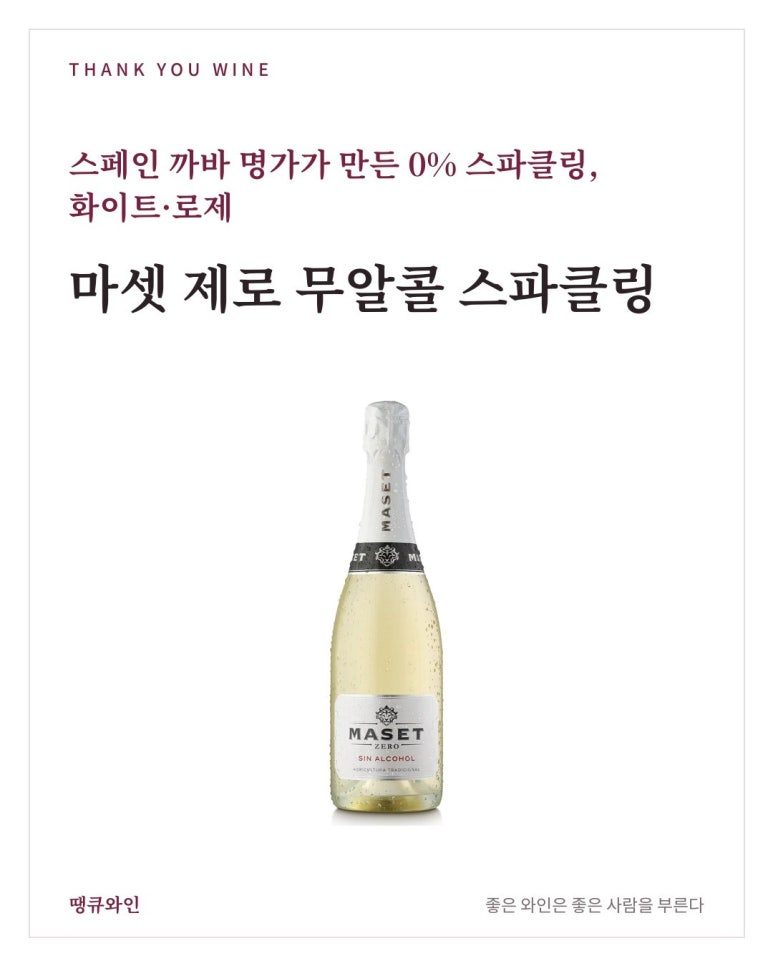 THANK YOU WINE
스페인 까바 명가가 만든 0% 스파클링,
화이트·로제
마셋 제로 무알콜 스파클링
MASET
MASET
ZERO
SIN ALCOHOL
땡큐와인
좋은 와인은 좋은 사람을 부른다